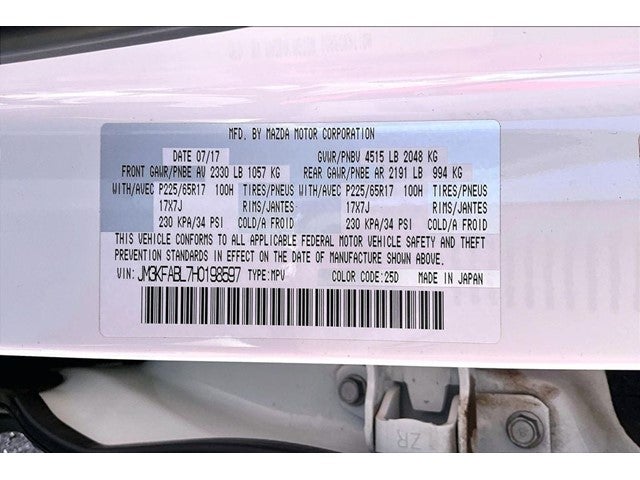 MFD. BY MAZDA MOTOR CORPORATION
DATE 07/17 GVWR/PNBV 4515 LB 2048 KG
FRONT GAWR/PNBE AV 2330 LB 1057 KG REAR GAWR/PNBE AR 2191 LB 994 KG
WITH/AVEC P225/65R17 100H TIRES/PNEUS WITH/AVEC P225/65R17 100H TIRES/PNEUS
17X7J RIMS/JANTES 17X7J RIMS/JANTES
230 KPA/34 PSI COLD/A FROID 230 KPA/34 PSI COLD/A FROID
THIS VEHICLE CONFORMS TO ALL APPLICABLE FEDERAL MOTOR VEHICLE SAFETY AND THEFT
PREVENTION STANDARDS IN EFFECT ON THE DATE OF MANUFACTURE SHOWN ABOVE.
VIN: JM3KFABL7H0198597 TYPE: MPV COLOR CODE: 25D MADE IN JAPAN
ZR